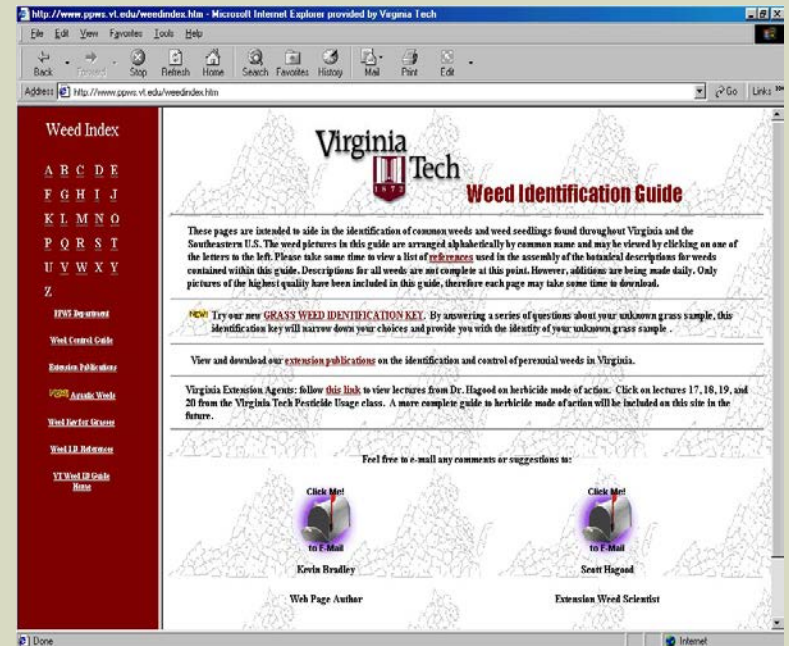 http://www.ppws.vt.edu/weedindex.htm - Microsoft Internet Explorer provided by Virginia Tech
File Edit View Favorites Tools Help
Back Forward Stop Refresh Home Search Favorites History Mail Print Edit
Address http://www.ppws.vt.edu/weedindex.htm Go Links »
Weed Index
A B C D E
F G H I J
K L M N O
P Q R S T
U V W X Y
Z
PPWS Department
Weed Control Guide
Extension Publications
NEW! Aquatic Weeds
Weed Key for Grasses
Weed I.D. References
VT Weed ID Guide
Home
Virginia
Tech
1872
Weed Identification Guide
These pages are intended to aide in the identification of common weeds and weed seedlings found throughout Virginia and the
Southeastern U.S. The weed pictures in this guide are arranged alphabetically by common name and may be viewed by clicking on one of
the letters to the left. Please take some time to view a list of references used in the assembly of the botanical descriptions for weeds
contained within this guide. Descriptions for all weeds are not complete at this point. However, additions are being made daily. Only
pictures of the highest quality have been included in this guide, therefore each page may take some time to download.
NEW! Try our new GRASS WEED IDENTIFICATION KEY. By answering a series of questions about your unknown grass sample, this
identification key will narrow down your choices and provide you with the identity of your unknown grass sample .
View and download our extension publications on the identification and control of perennial weeds in Virginia.
Virginia Extension Agents: follow this link to view lectures from Dr. Hagood on herbicide mode of action. Click on lectures 17, 18, 19, and
20 from the Virginia Tech Pesticide Usage class. A more complete guide to herbicide mode of action will be included on this site in the
future.
Feel free to e-mail any comments or suggestions to:
Click Me! Click Me!
to E-Mail to E-Mail
Kevin Bradley Scott Hagood
Web Page Author Extension Weed Scientist
Done Internet